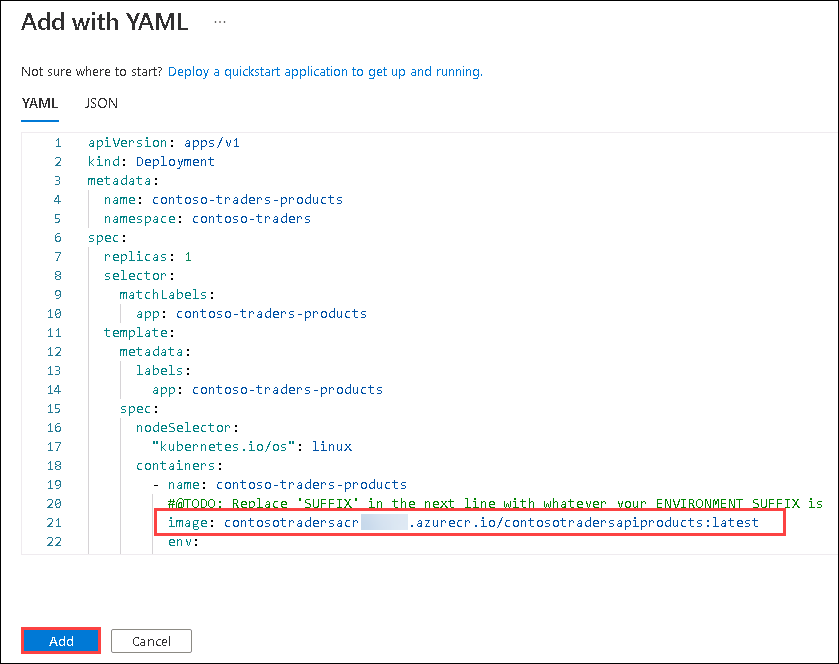 Add with YAML ...
Not sure where to start? Deploy a quickstart application to get up and running.
YAML JSON
1 apiVersion: apps/v1
2 kind: Deployment
3 metadata:
4 name: contoso-traders-products
5 namespace: contoso-traders
6 spec:
7 replicas: 1
8 selector:
9 matchLabels:
10 app: contoso-traders-products
11 template:
12 metadata:
13 labels:
14 app: contoso-traders-products
15 spec:
16 nodeSelector:
17 "kubernetes.io/os": linux
18 containers:
19 - name: contoso-traders-products
20 #@TODO: Replace 'SUFFIX' in the next line with whatever your ENVIRONMENT SUFFIX is
21 image: contosotradersacr .azurecr.io/contosotradersapiproducts:latest
22 env:
Add Cancel